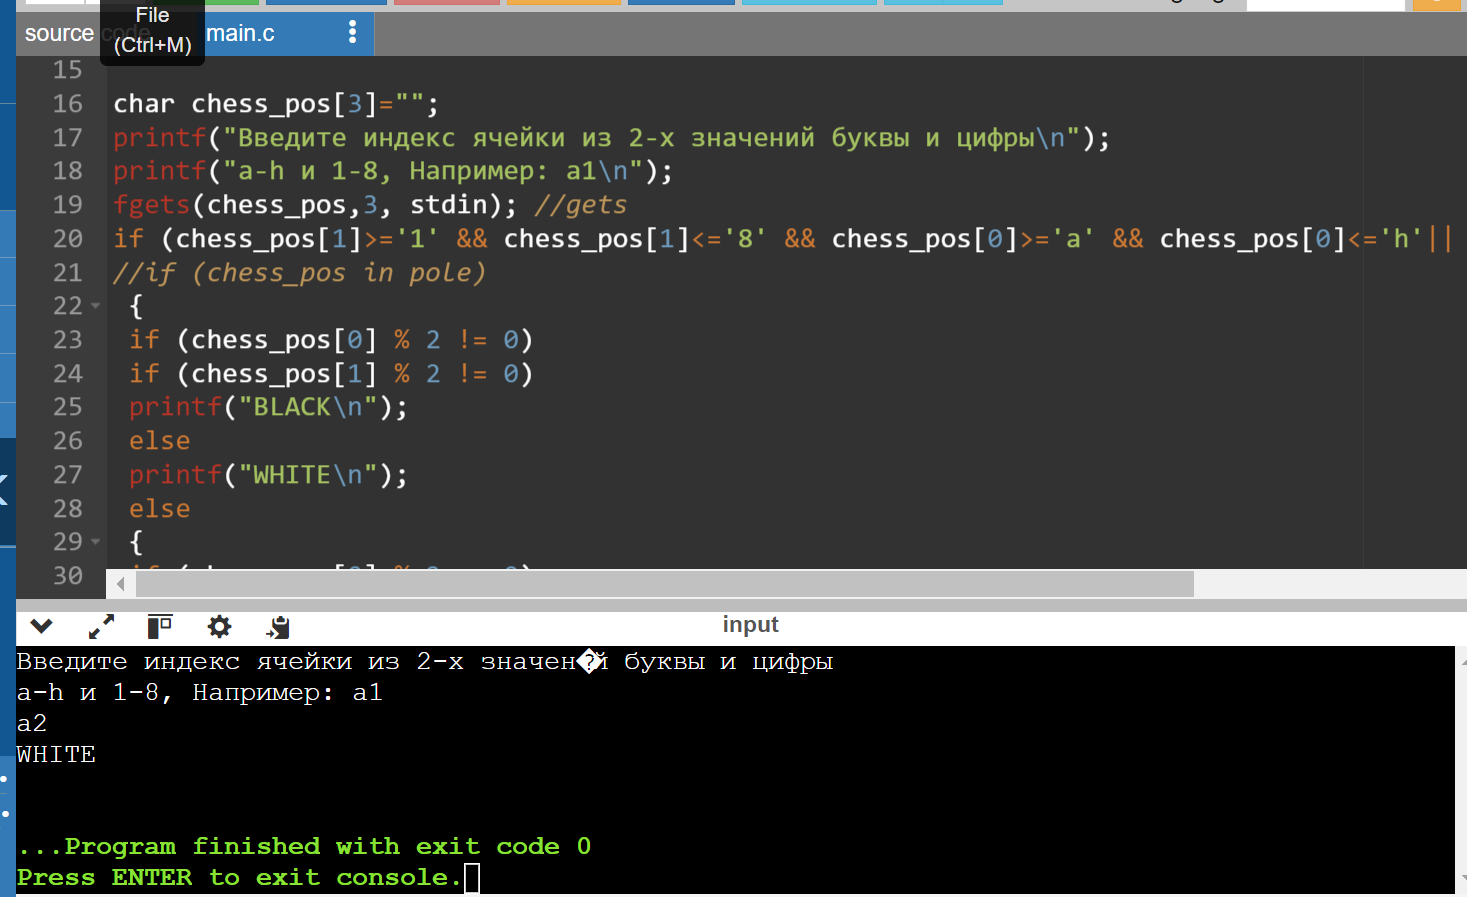 File
(Ctrl+M)
source code
main.c
15
16 char chess_pos[3]="";
17 printf("Введите индекс ячейки из 2-х значений буквы и цифры\n");
18 printf("a-h и 1-8, Например: a1\n");
19 fgets(chess_pos,3, stdin); //gets
20 if (chess_pos[1]>='1' && chess_pos[1]<='8' && chess_pos[0]>='a' && chess_pos[0]<='h'||
21 //if (chess_pos in pole)
22 {
23 if (chess_pos[0] % 2 != 0)
24 if (chess_pos[1] % 2 != 0)
25 printf("BLACK\n");
26 else
27 printf("WHITE\n");
28 else
29 {
30
input
Введите индекс ячейки из 2-х значен�й буквы и цифры
a-h и 1-8, Например: a1
a2
WHITE
...Program finished with exit code 0
Press ENTER to exit console.